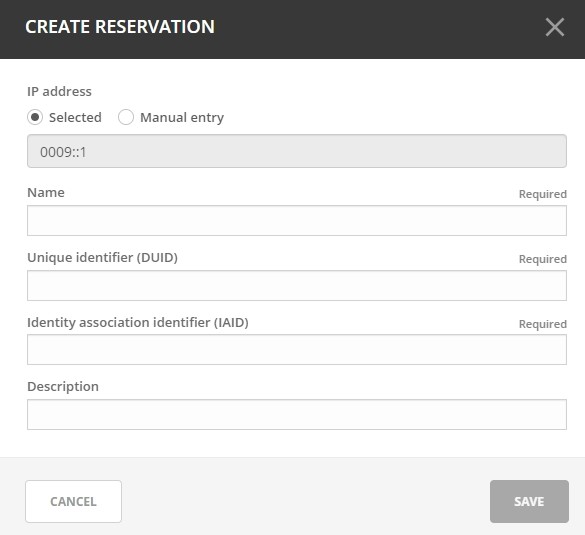 CREATE RESERVATION
IP address
Selected Manual entry
0009::1
Name Required
Unique identifier (DUID) Required
Identity association identifier (IAID) Required
Description
CANCEL SAVE